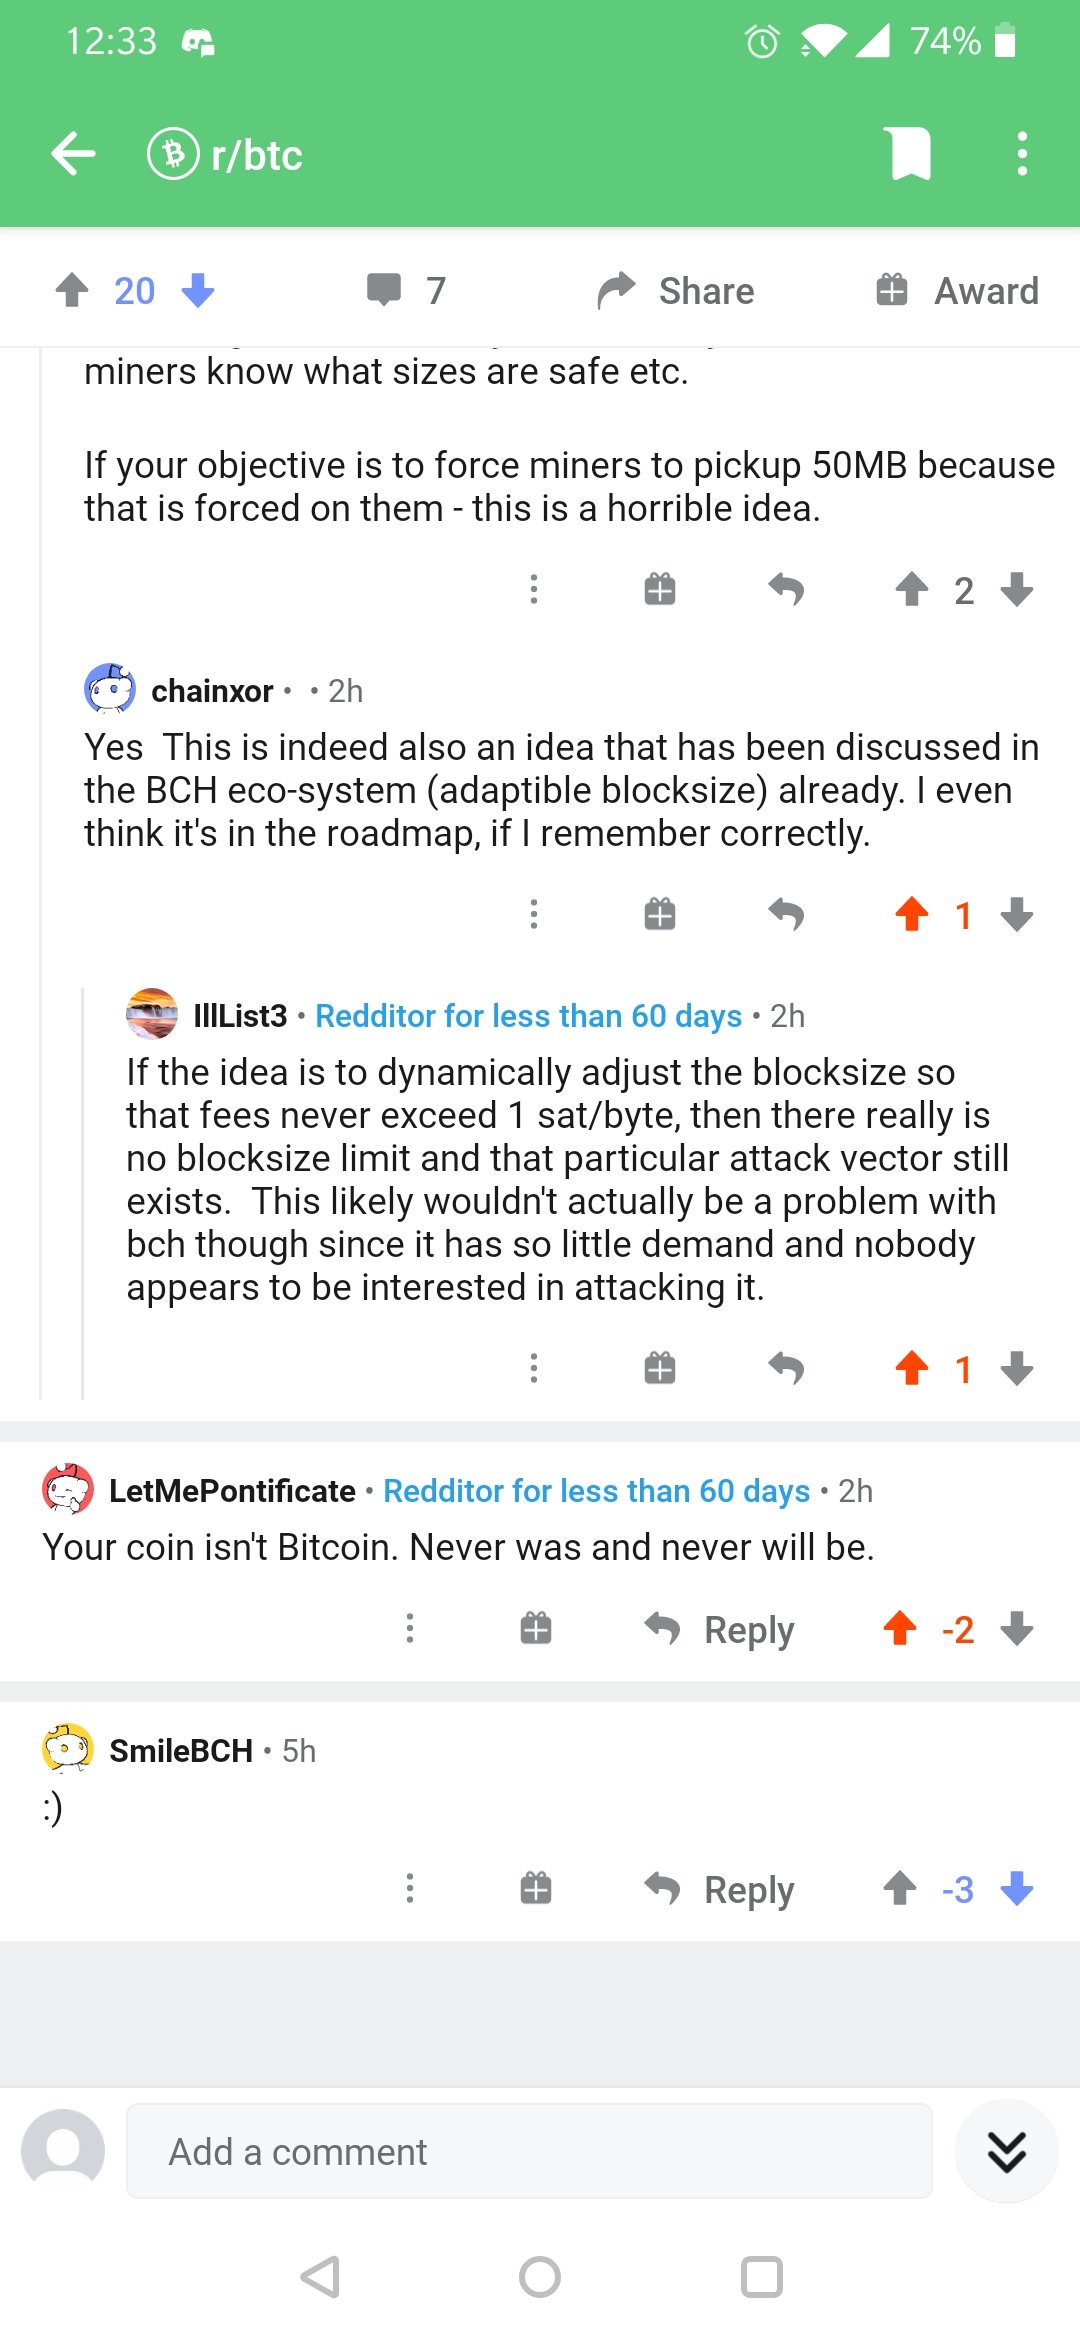 12:33
74%
r/btc
20
7
Share
Award
miners know what sizes are safe etc.
If your objective is to force miners to pickup 50MB because
that is forced on them - this is a horrible idea.
2
chainxor • • 2h
Yes  This is indeed also an idea that has been discussed in
the BCH eco-system (adaptible blocksize) already. I even
think it's in the roadmap, if I remember correctly.
1
IllList3 • Redditor for less than 60 days • 2h
If the idea is to dynamically adjust the blocksize so
that fees never exceed 1 sat/byte, then there really is
no blocksize limit and that particular attack vector still
exists.  This likely wouldn't actually be a problem with
bch though since it has so little demand and nobody
appears to be interested in attacking it.
1
LetMePontificate • Redditor for less than 60 days • 2h
Your coin isn't Bitcoin. Never was and never will be.
Reply
-2
SmileBCH • 5h
:)
Reply
-3
Add a comment